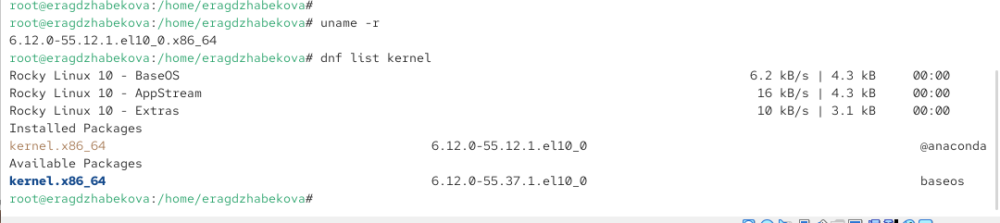 root@eragdzhabekova:/home/eragdzhabekova#
root@eragdzhabekova:/home/eragdzhabekova# uname -r
6.12.0-55.12.1.el10_0.x86_64
root@eragdzhabekova:/home/eragdzhabekova# dnf list kernel
Rocky Linux 10 - BaseOS 6.2 kB/s | 4.3 kB 00:00
Rocky Linux 10 - AppStream 16 kB/s | 4.3 kB 00:00
Rocky Linux 10 - Extras 10 kB/s | 3.1 kB 00:00
Installed Packages
kernel.x86_64 6.12.0-55.12.1.el10_0 @anaconda
Available Packages
kernel.x86_64 6.12.0-55.37.1.el10_0 baseos
root@eragdzhabekova:/home/eragdzhabekova#